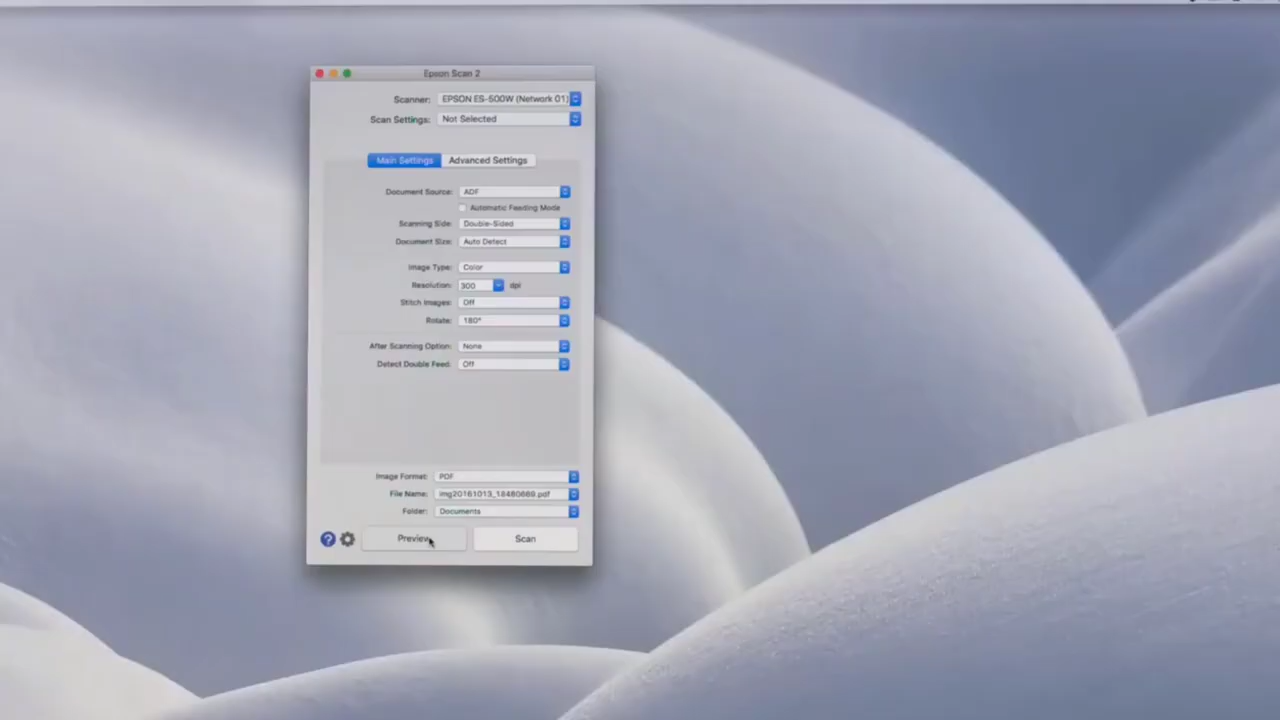 Epson Scan 2
Scanner: EPSON ES-500W (Network 01)
Scan Settings: Not Selected
Main Settings Advanced Settings
Document Source: ADF
Automatic Feeding Mode
Scanning Side: Double-Sided
Document Size: Auto Detect
Image Type: Color
Resolution: 300 dpi
Stitch Images: Off
Rotate: 180°
After Scanning Option: None
Detect Double Feed: Off
Image Format: PDF
File Name: img20161013_18480669.pdf
Folder: Documents
? Preview Scan